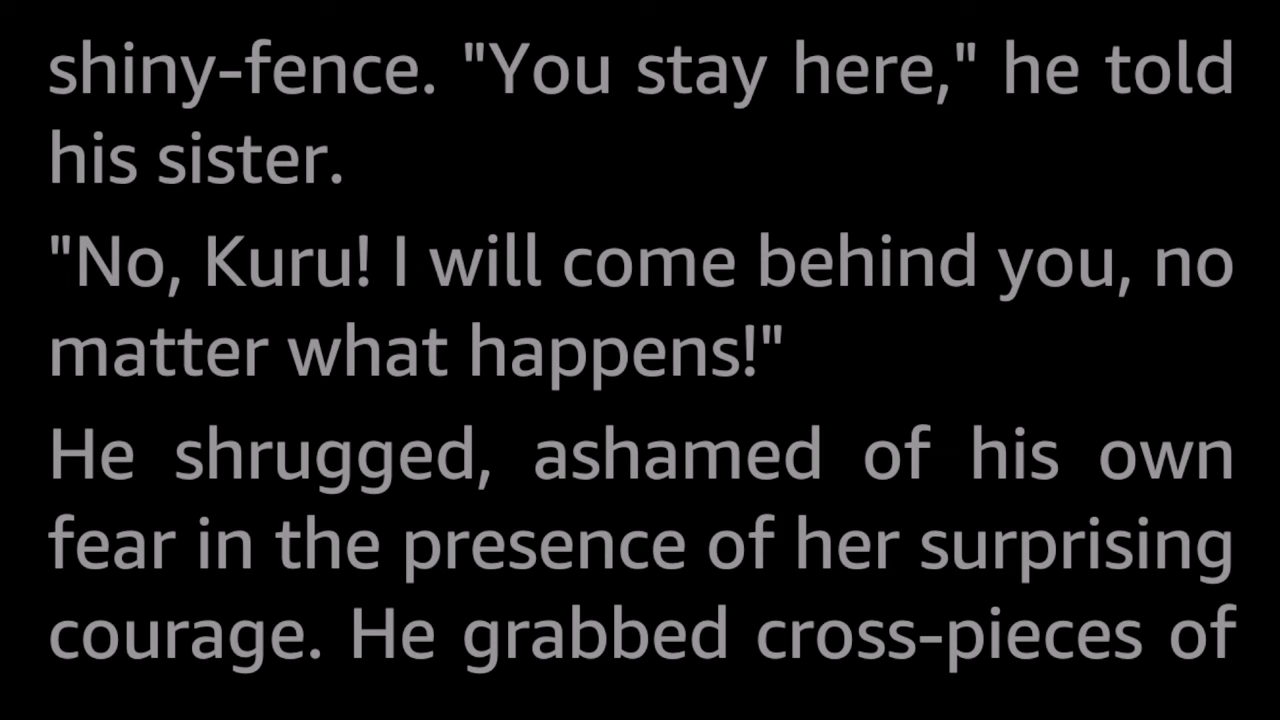 shiny-fence. "You stay here," he told
his sister.
"No, Kuru! I will come behind you, no
matter what happens!"
He shrugged, ashamed of his own
fear in the presence of her surprising
courage. He grabbed cross-pieces of